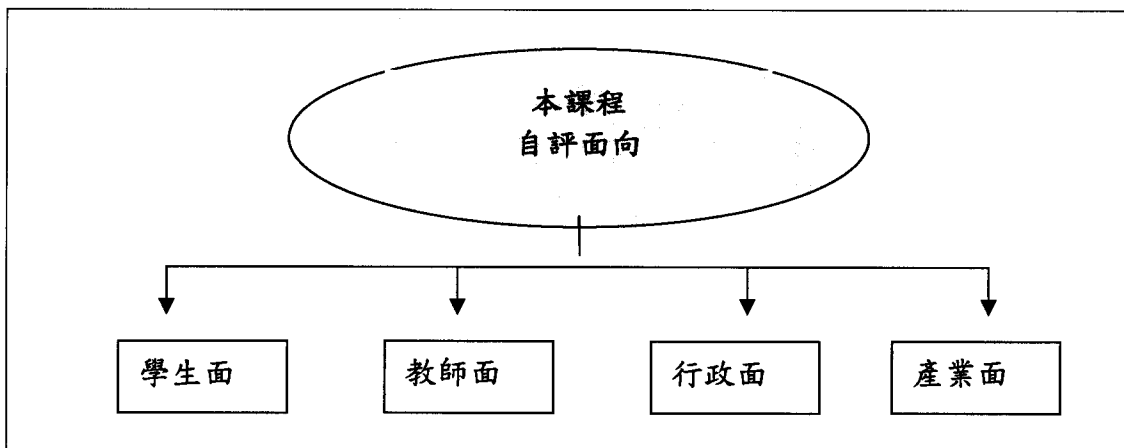 本課程
自評面向
學生面
教師面
行政面
產業面